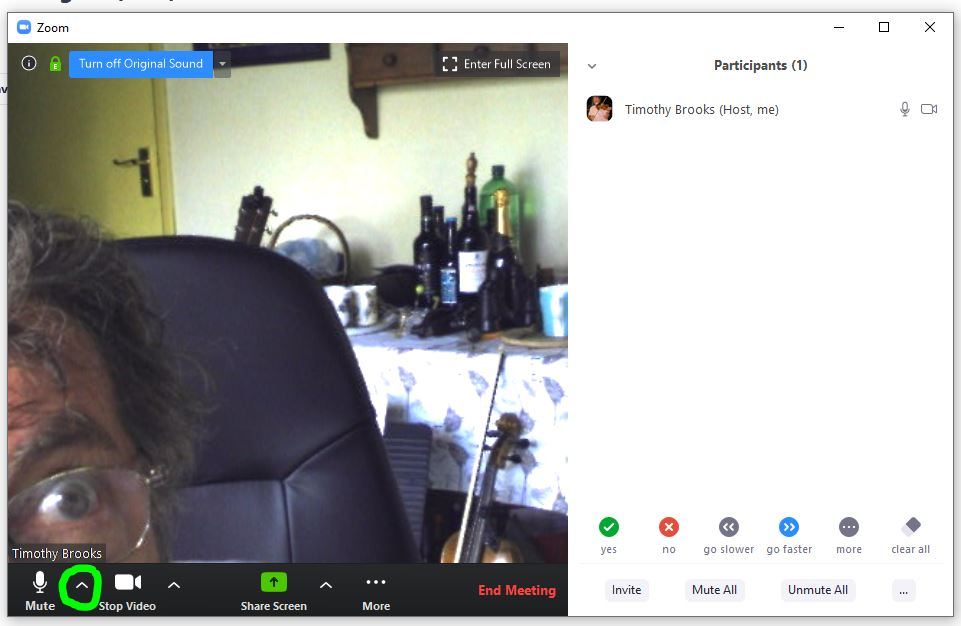 Zoom
Turn off Original Sound
Enter Full Screen
Participants (1)
Timothy Brooks (Host, me)
Timothy Brooks
yes
no
go slower
go faster
more
clear all
Mute
Stop Video
Share Screen
More
End Meeting
Invite
Mute All
Unmute All
...